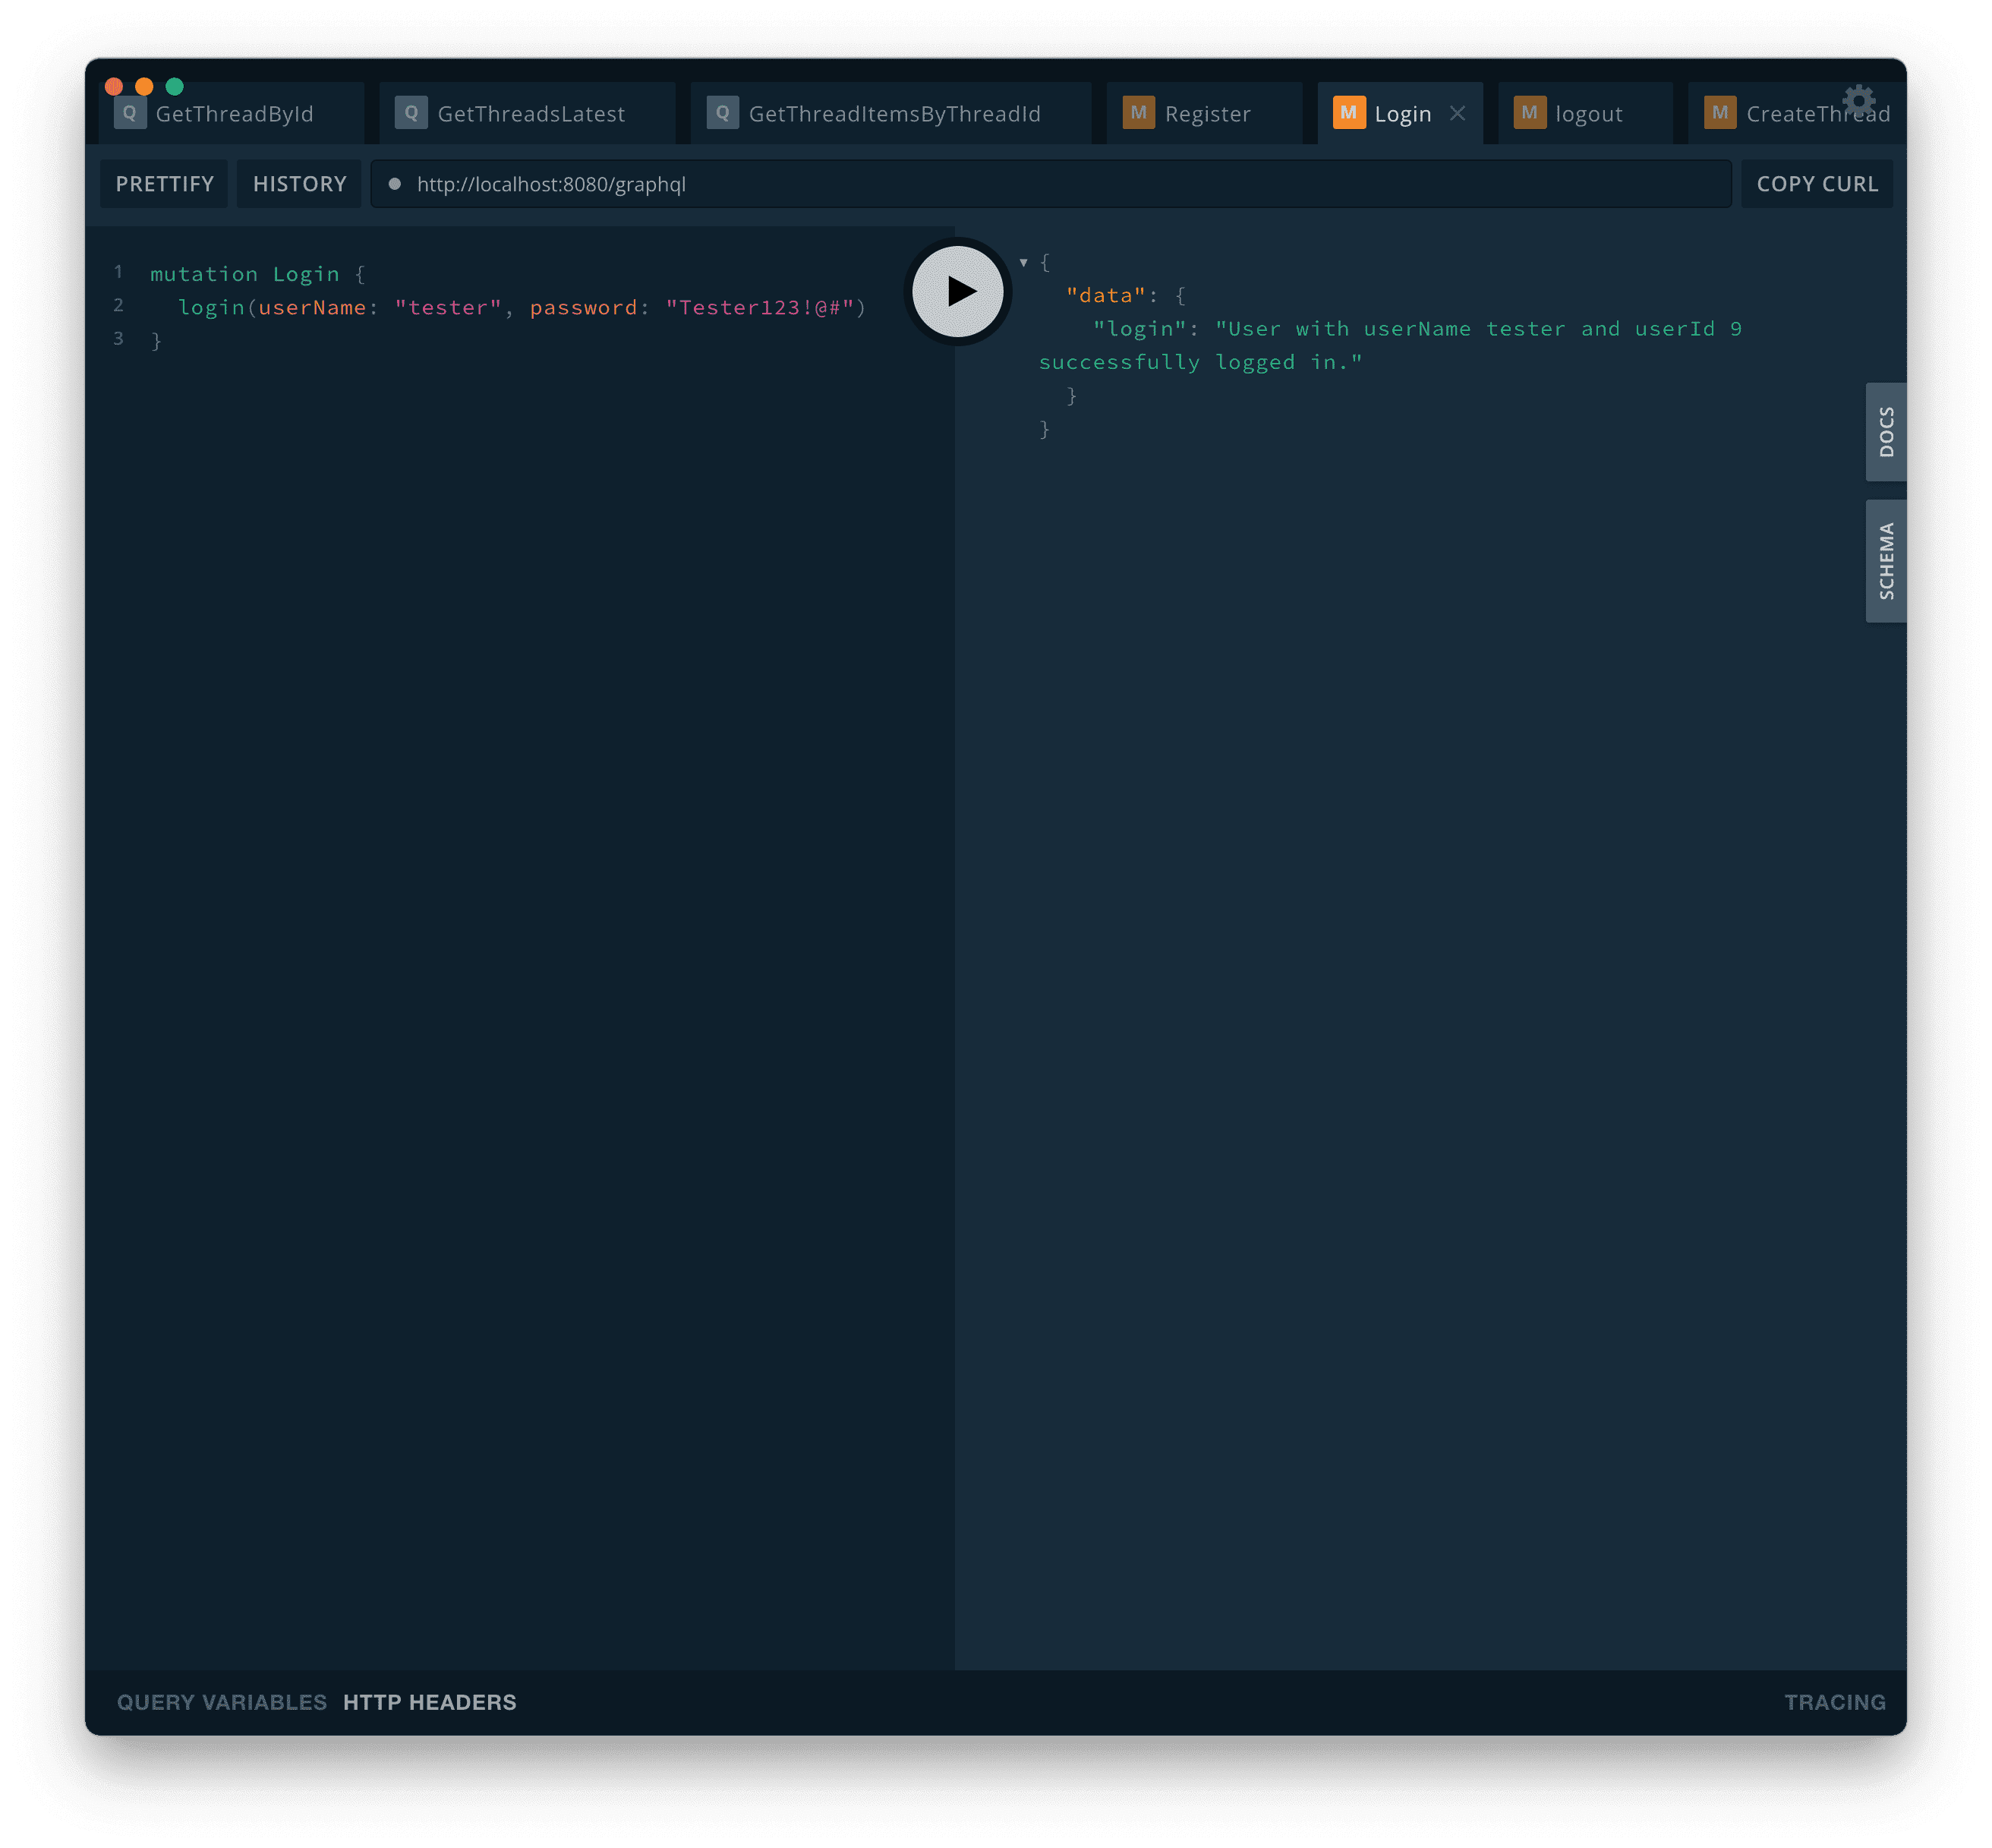 Q GetThreadById Q GetThreadsLatest Q GetThreadItemsByThreadId M Register M Login M logout M CreateThread
PRETTIFY HISTORY http://localhost:8080/graphql COPY CURL
1 mutation Login {
2 login(userName: "tester", password: "Tester123!@#")
3 }
{
"data": {
"login": "User with userName tester and userId 9
successfully logged in."
}
}
DOCS
SCHEMA
QUERY VARIABLES HTTP HEADERS TRACING